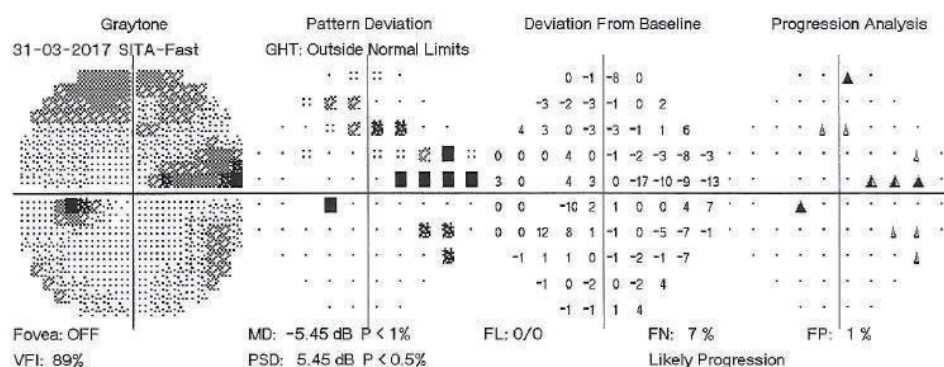 Graytone Pattern Deviation Deviation From Baseline Progression Analysis
31-03-2017 SITA-Fast GHT: Outside Normal Limits
0 -1 -8 0
-3 -2 -3 -1 0 2
4 3 0 -3 -3 -1 1 6
0 0 0 4 0 -1 -2 -3 -8 -3
3 0 4 3 0 -17 -10 -9 -13
0 0 -10 2 1 0 0 4 7
0 0 12 8 1 -1 0 -5 -7 -1
-1 1 1 0 -1 -2 -1 -7
-1 0 -2 0 -2 4
-1 -1 1 4
Fovea: OFF MD: -5.45 dB P < 1% FL: 0/0 FN: 7 % FP: 1 %
VFI: 89% PSD: 5.45 dB P < 0.5% Likely Progression